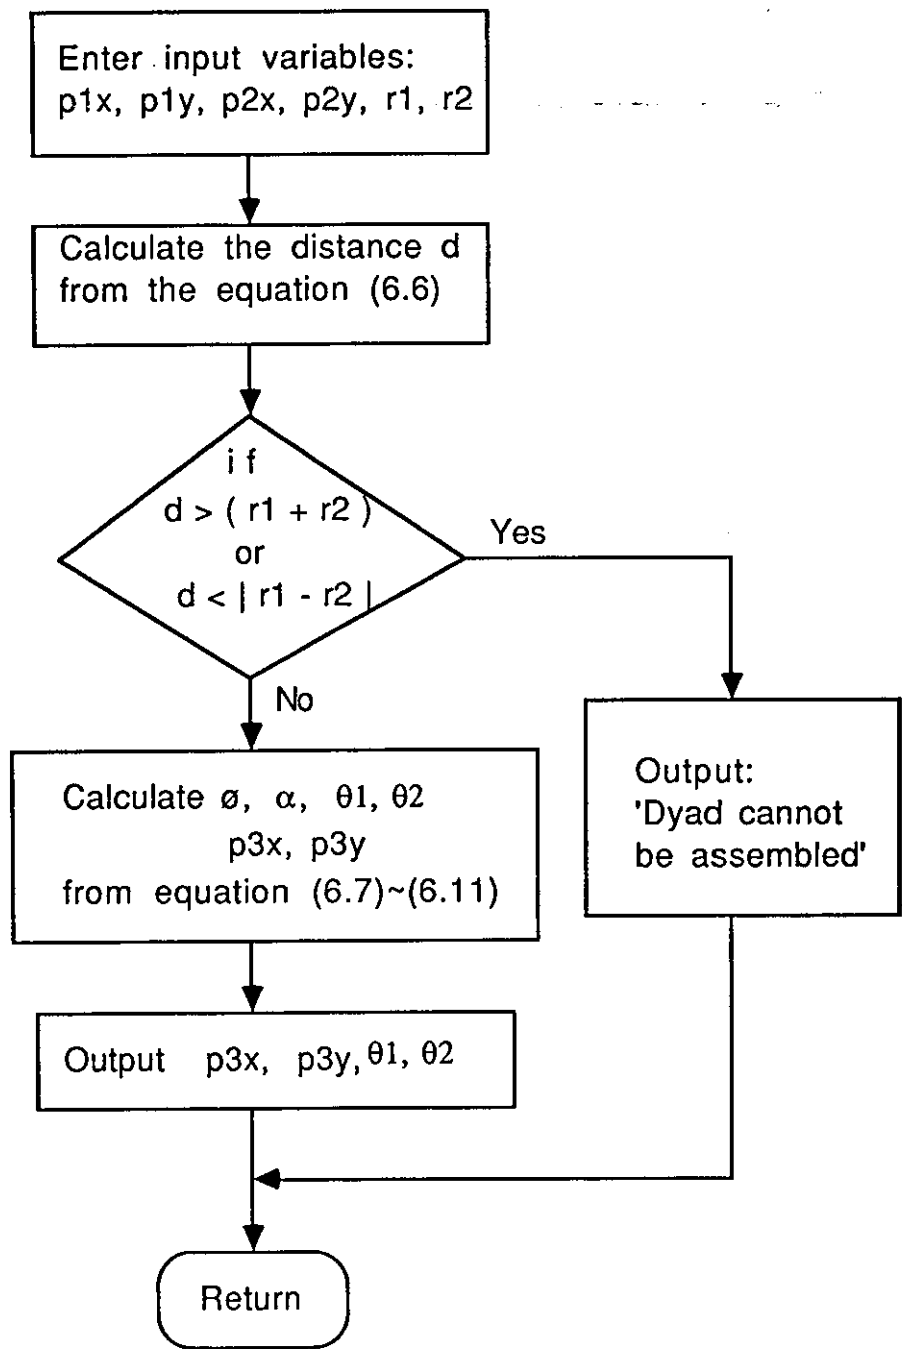 Enter input variables:
p1x, p1y, p2x, p2y, r1, r2
Calculate the distance d
from the equation (6.6)
if
d > ( r1 + r2 )
or
d < | r1 - r2 |
Yes
No
Calculate ø, α, θ1, θ2
p3x, p3y
from equation (6.7)~(6.11)
Output:
'Dyad cannot
be assembled'
Output p3x, p3y, θ1, θ2
Return